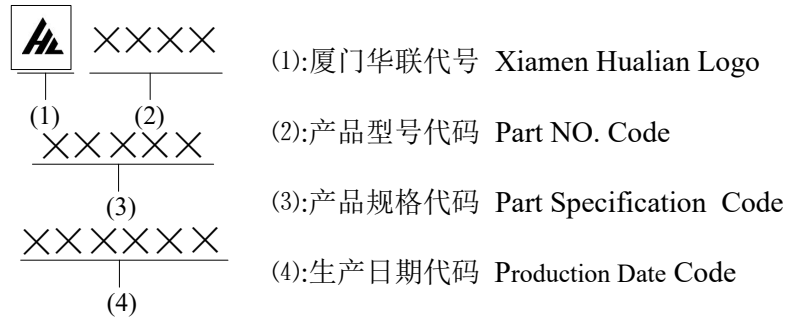 HL ××××
(1) (2)
×××××
(3)
××××××
(4)
⑴:厦门华联代号 Xiamen Hualian Logo
⑵:产品型号代码 Part NO. Code
⑶:产品规格代码 Part Specification Code
⑷:生产日期代码 Production Date Code